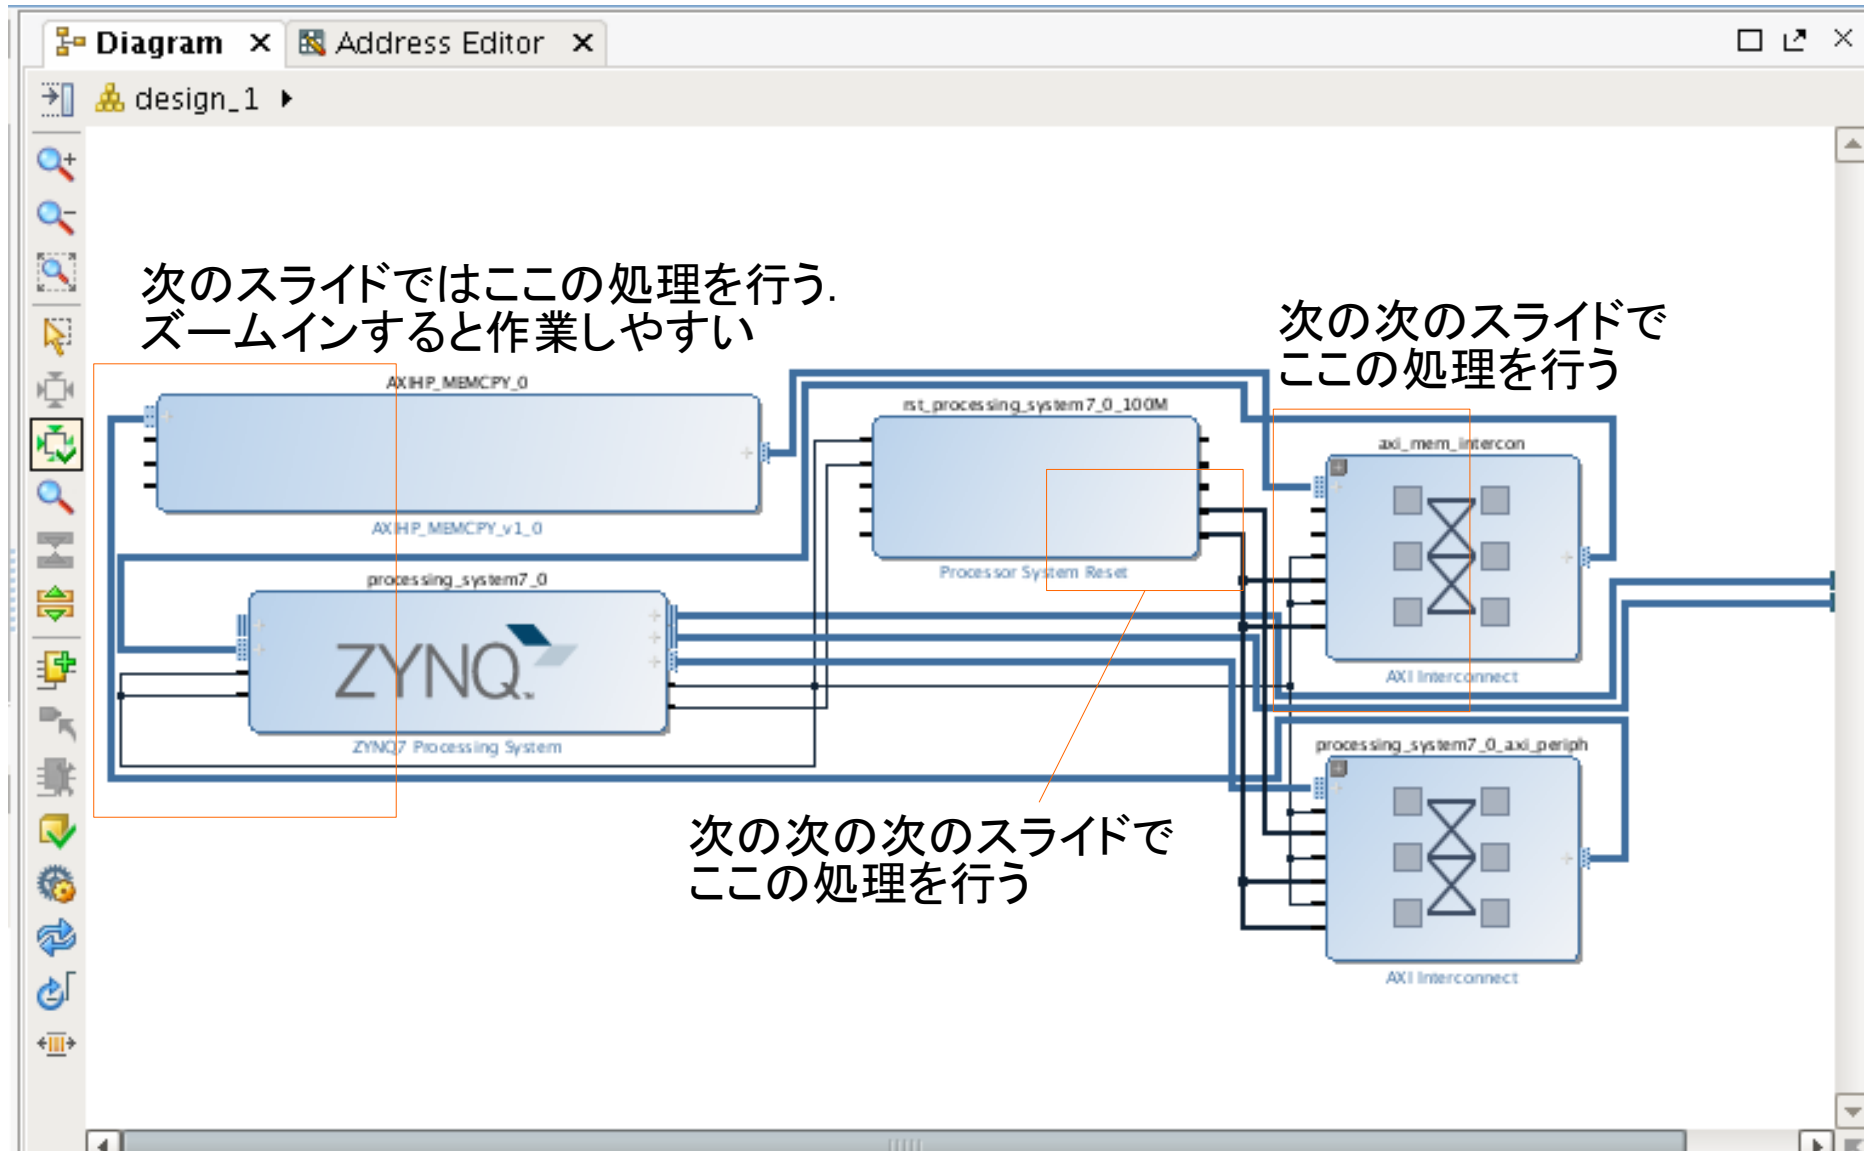 Diagram
Address Editor
design_1
次のスライドではここの処理を行う.
ズームインすると作業しやすい
次の次のスライドで
ここの処理を行う
AXIHP_MEMCPY_0
AXIHP_MEMCPY_v1_0
rst_processing_system7_0_100M
Processor System Reset
axi_mem_intercon
AXI Interconnect
processing_system7_0
ZYNQ
ZYNQ7 Processing System
processing_system7_0_axi_periph
AXI Interconnect
次の次の次のスライドで
ここの処理を行う